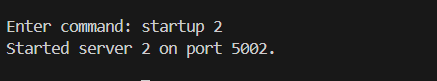 Enter command: startup 2
Started server 2 on port 5002.